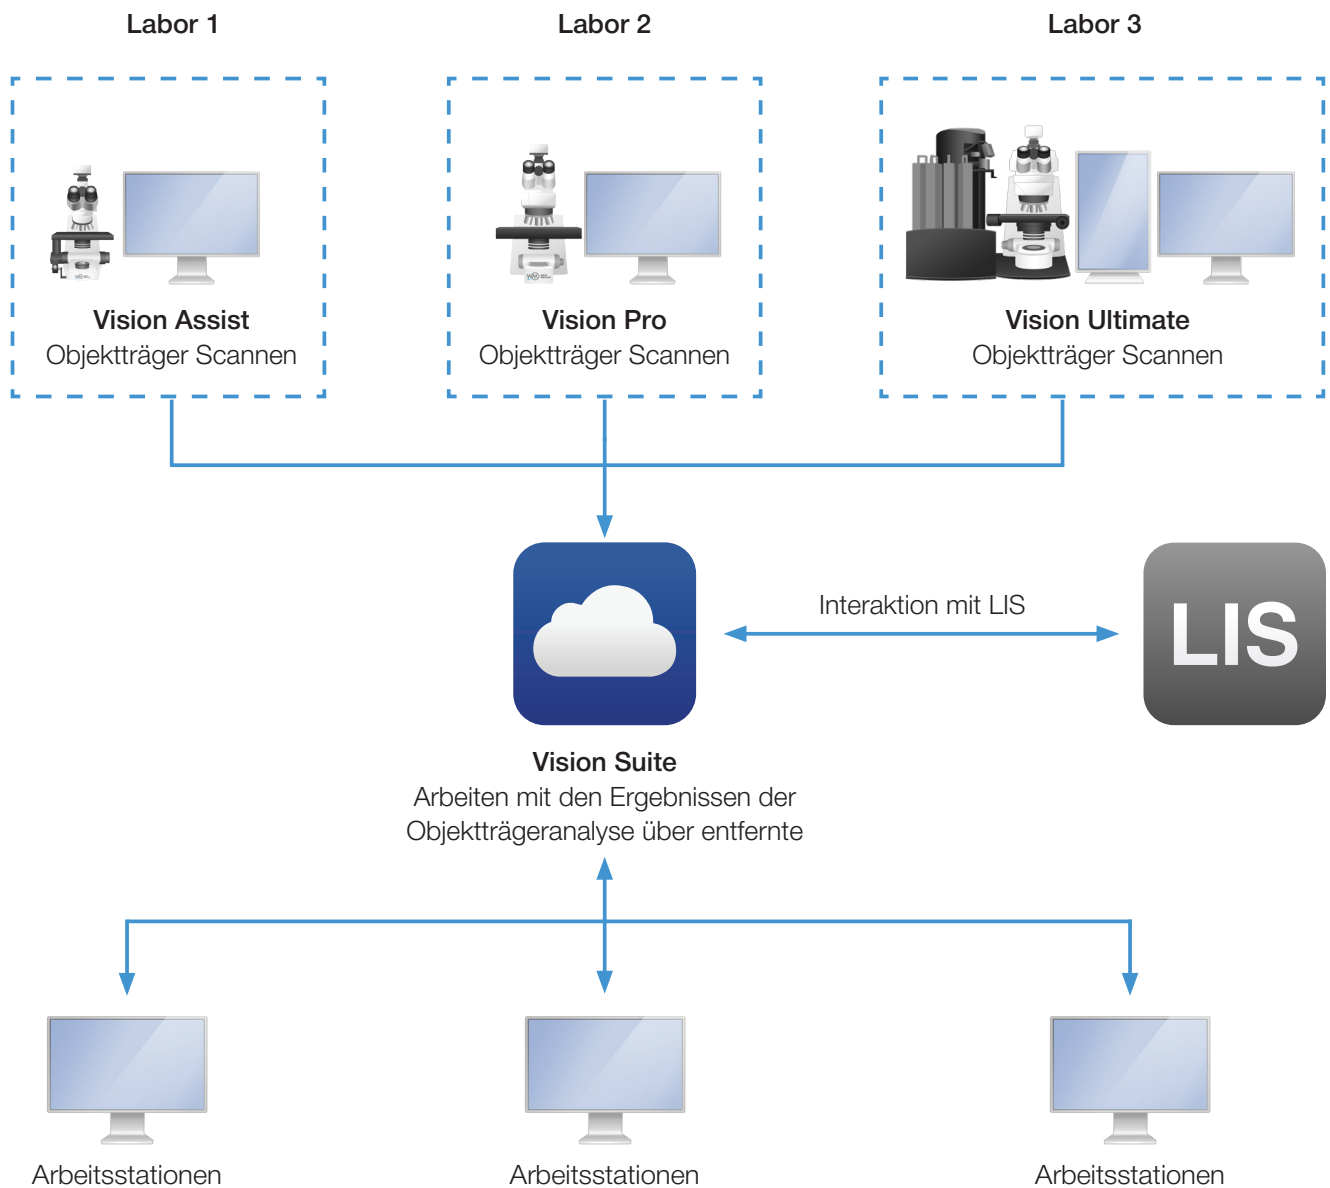 Labor 1
Labor 2
Labor 3
Vision Assist
Objektträger Scannen
Vision Pro
Objektträger Scannen
Vision Ultimate
Objektträger Scannen
Interaktion mit LIS
LIS
Vision Suite
Arbeiten mit den Ergebnissen der
Objektträgeranalyse über entfernte
Arbeitsstationen
Arbeitsstationen
Arbeitsstationen